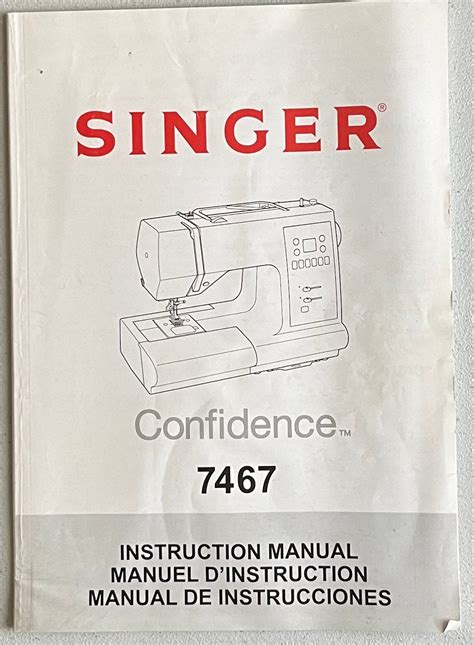 SINGER®
Confidence™
7467
INSTRUCTION MANUAL
MANUEL D'INSTRUCTION
MANUAL DE INSTRUCCIONES